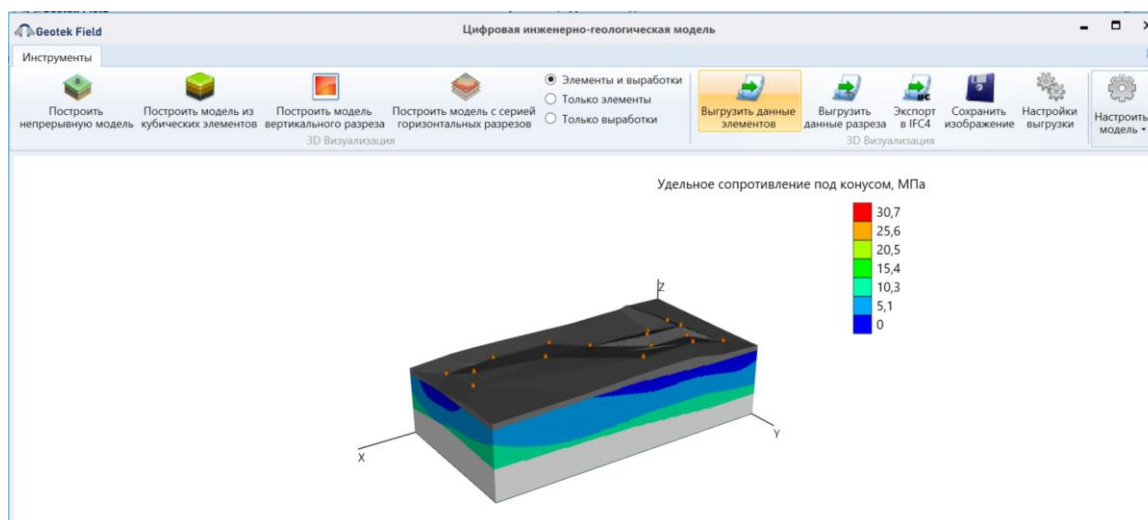 Geotek Field
Цифровая инженерно-геологическая модель
Инструменты
Построить
непрерывную модель
Построить модель из
кубических элементов
Построить модель
вертикального разреза
Построить модель с серией
горизонтальных разрезов
Элементы и выработки
Только элементы
Только выработки
3D Визуализация
Выгрузить данные
элементов
Выгрузить
данные разреза
IFC
Экспорт
в IFC4
Сохранить
изображение
Настройки
выгрузки
3D Визуализация
Настроить
модель
Удельное сопротивление под конусом, МПа
30,7
25,6
20,5
15,4
10,3
5,1
0
Z
X
Y